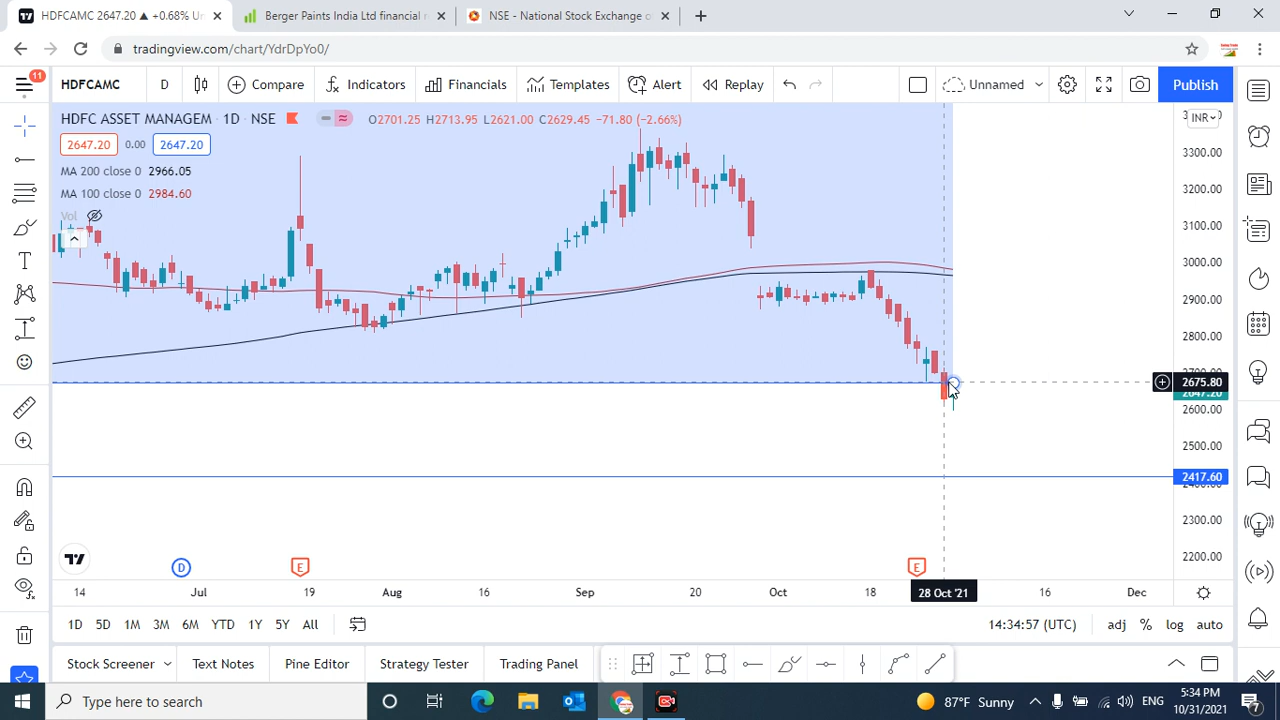 HDFCAMC 2647.20 ▲ +0.68% Un
Berger Paints India Ltd financial r
NSE - National Stock Exchange o
tradingview.com/chart/YdrDpYo0/
11
HDFCAMC
D
Compare
Indicators
Financials
Templates
Alert
Replay
Unnamed
Publish
HDFC ASSET MANAGEM · 1D · NSE
O2701.25 H2713.95 L2621.00 C2629.45 −71.80 (−2.66%)
INR
2647.20 0.00 2647.20
MA 200 close 0 2966.05
MA 100 close 0 2984.60
Vol
3300.00
3200.00
3100.00
3000.00
2900.00
2800.00
2675.80
2647.20
2600.00
2500.00
2417.60
2300.00
2200.00
D
E
E
14 Jul 19 Aug 16 Sep 20 Oct 18 28 Oct '21 16 Dec
1D 5D 1M 3M 6M YTD 1Y 5Y All
14:34:57 (UTC)
adj % log auto
Stock Screener
Text Notes
Pine Editor
Strategy Tester
Trading Panel
Type here to search
87°F Sunny
ENG
5:34 PM
10/31/2021
7